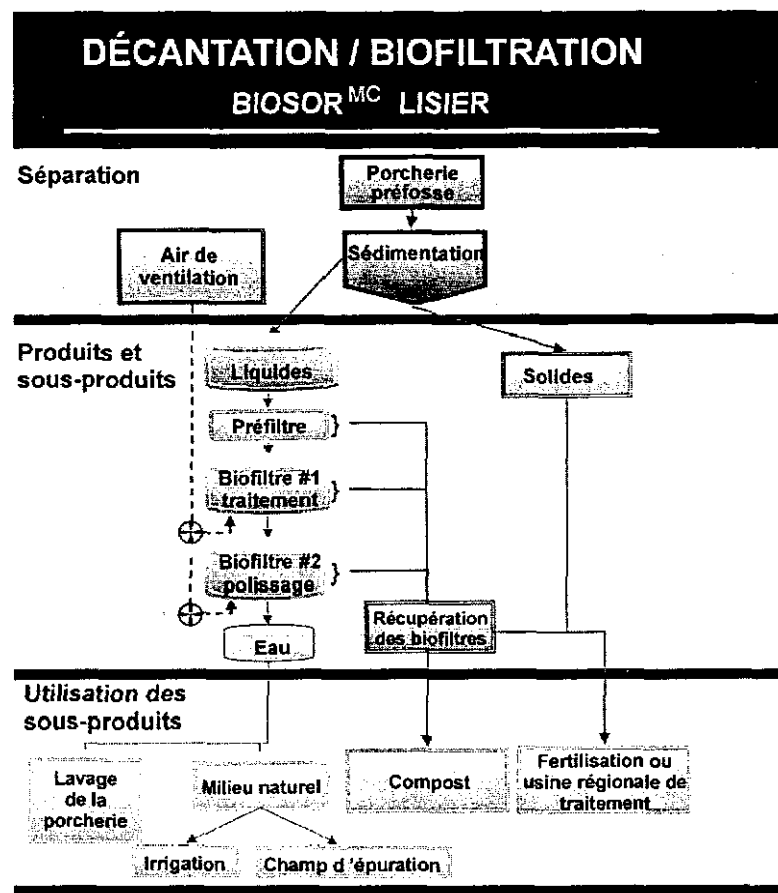 DÉCANTATION / BIOFILTRATION
BIOSOR MC LISIER
Séparation
Porcherie
préfosse
Air de
ventilation
Sédimentation
Produits et
sous-produits
Liquides
Solides
Préfiltre
Biofiltre #1
traitement
Biofiltre #2
polissage
Récupération
des biofiltres
Eau
Utilisation des
sous-produits
Lavage
de la
porcherie
Milieu naturel
Compost
Fertilisation ou
usine régionale de
traitement
Irrigation
Champ d 'épuration